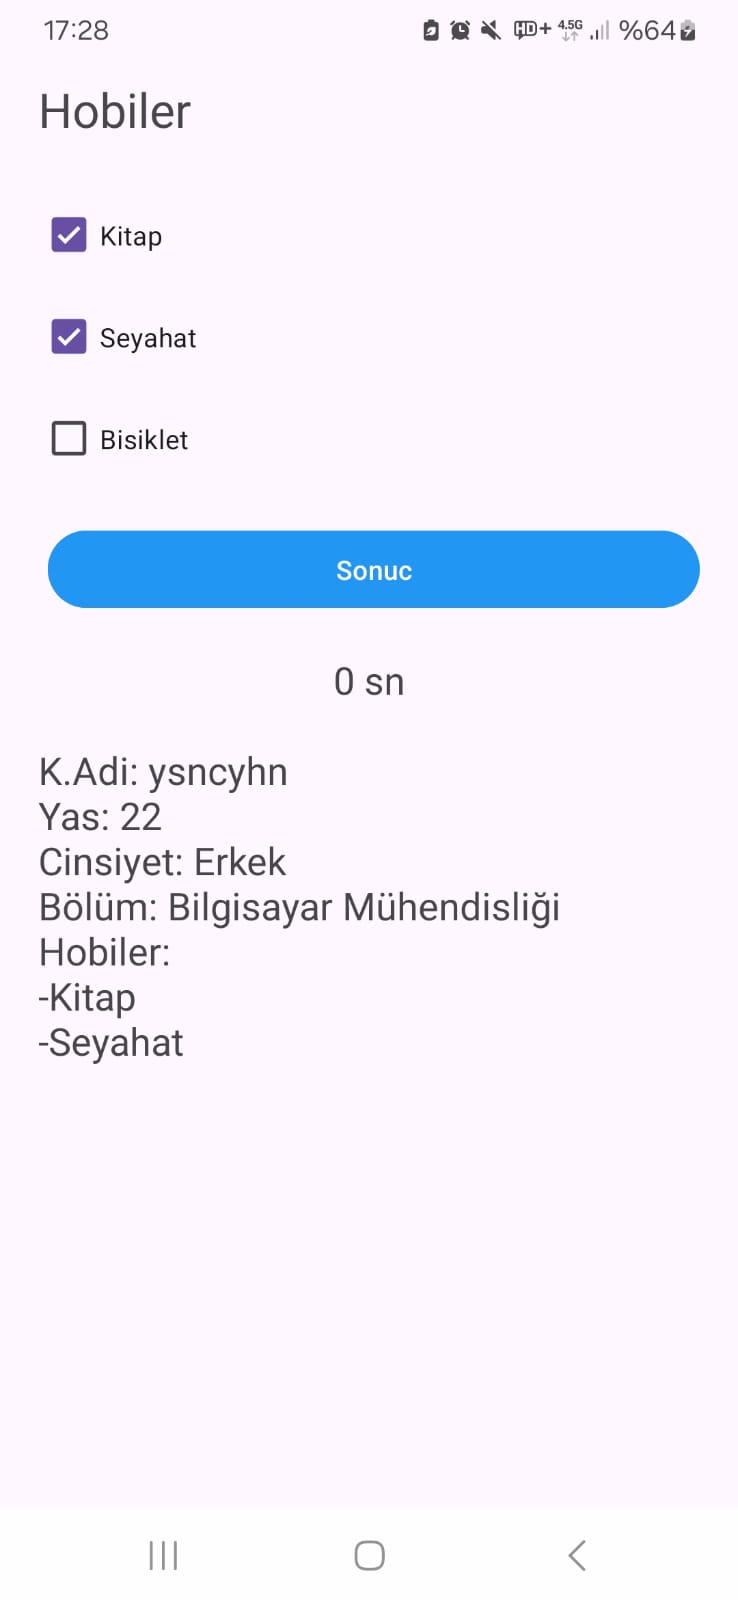 17:28
HD+ 4.5G %64
Hobiler
Kitap
Seyahat
Bisiklet
Sonuc
0 sn
K.Adi: ysncyhn
Yas: 22
Cinsiyet: Erkek
Bölüm: Bilgisayar Mühendisliği
Hobiler:
-Kitap
-Seyahat